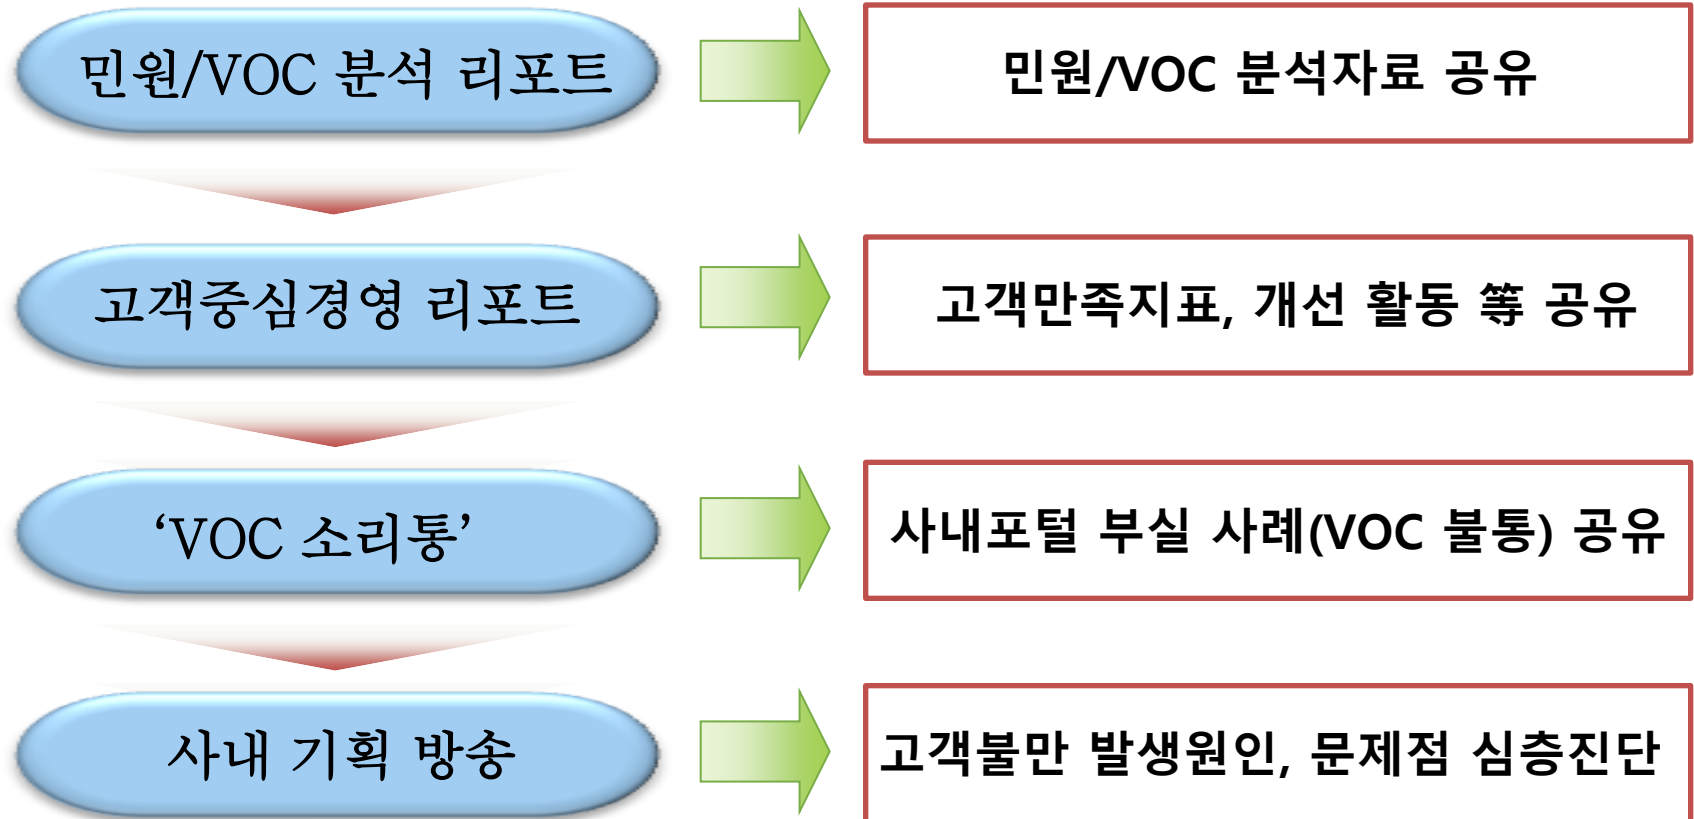 민원/VOC 분석 리포트
민원/VOC 분석자료 공유
고객중심경영 리포트
고객만족지표, 개선 활동 等 공유
‘VOC 소리통’
사내포털 부실 사례(VOC 불통) 공유
사내 기획 방송
고객불만 발생원인, 문제점 심층진단